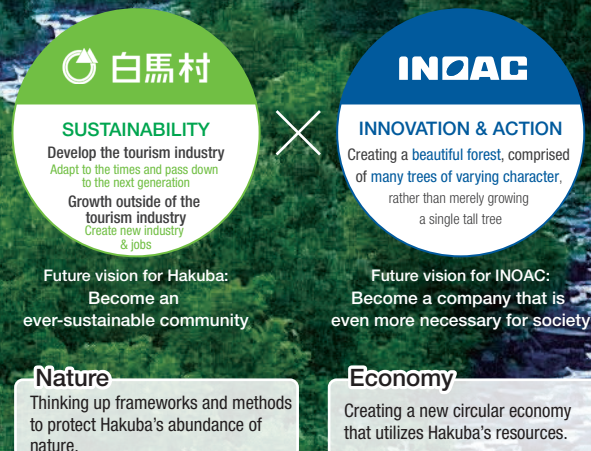 白馬村
SUSTAINABILITY
Develop the tourism industry
Adapt to the times and pass down
to the next generation
Growth outside of the
tourism industry
Create new industry
& jobs
Future vision for Hakuba:
Become an
ever-sustainable community
INOAC
INNOVATION & ACTION
Creating a beautiful forest, comprised
of many trees of varying character,
rather than merely growing
a single tall tree
Future vision for INOAC:
Become a company that is
even more necessary for society
Nature
Thinking up frameworks and methods
to protect Hakuba's abundance of
nature.
Economy
Creating a new circular economy
that utilizes Hakuba's resources.